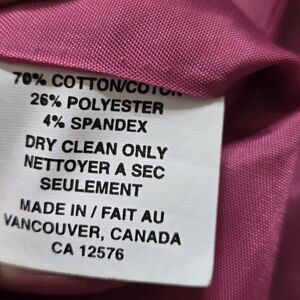 70% COTTON/COTON
26% POLYESTER
4% SPANDEX
DRY CLEAN ONLY
NETTOYER A SEC
SEULEMENT
MADE IN / FAIT AU
VANCOUVER, CANADA
CA 12576